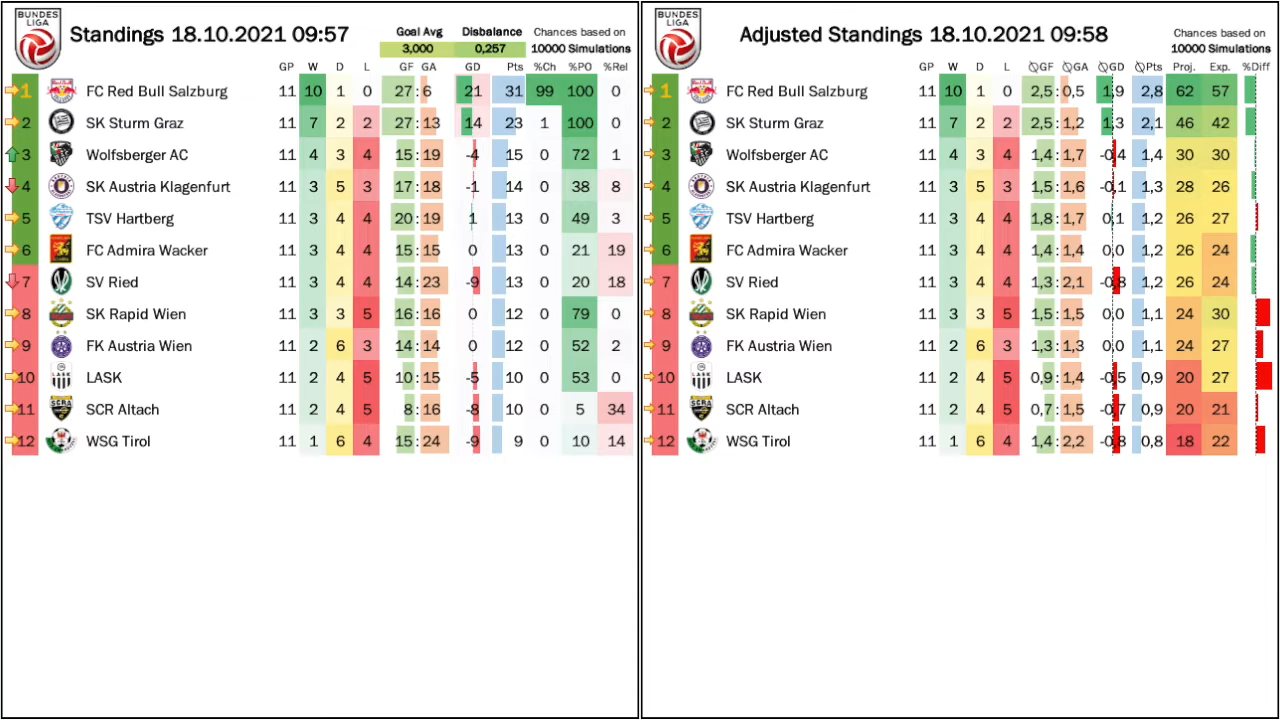 BUNDES
LIGA
Standings 18.10.2021 09:57
Goal Avg Disbalance Chances based on
3,000 0,257 10000 Simulations
GP W D L GF GA GD Pts %Ch %PO %Rel
1 FC Red Bull Salzburg 11 10 1 0 27 : 6 21 31 99 100 0
2 SK Sturm Graz 11 7 2 2 27 : 13 14 23 1 100 0
3 Wolfsberger AC 11 4 3 4 15 : 19 -4 15 0 72 1
4 SK Austria Klagenfurt 11 3 5 3 17 : 18 -1 14 0 38 8
5 TSV Hartberg 11 3 4 4 20 : 19 1 13 0 49 3
6 FC Admira Wacker 11 3 4 4 15 : 15 0 13 0 21 19
7 SV Ried 11 3 4 4 14 : 23 -9 13 0 20 18
8 SK Rapid Wien 11 3 3 5 16 : 16 0 12 0 79 0
9 FK Austria Wien 11 2 6 3 14 : 14 0 12 0 52 2
10 LASK 11 2 4 5 10 : 15 -5 10 0 53 0
11 SCR Altach 11 2 4 5 8 : 16 -8 10 0 5 34
12 WSG Tirol 11 1 6 4 15 : 24 -9 9 0 10 14
BUNDES
LIGA
Adjusted Standings 18.10.2021 09:58
Chances based on
10000 Simulations
GP W D L ∅GF ∅GA ∅GD ∅Pts Proj. Exp. %Diff
1 FC Red Bull Salzburg 11 10 1 0 2,5 : 0,5 1,9 2,8 62 57
2 SK Sturm Graz 11 7 2 2 2,5 : 1,2 1,3 2,1 46 42
3 Wolfsberger AC 11 4 3 4 1,4 : 1,7 -0,4 1,4 30 30
4 SK Austria Klagenfurt 11 3 5 3 1,5 : 1,6 -0,1 1,3 28 26
5 TSV Hartberg 11 3 4 4 1,8 : 1,7 0,1 1,2 26 27
6 FC Admira Wacker 11 3 4 4 1,4 : 1,4 0,0 1,2 26 24
7 SV Ried 11 3 4 4 1,3 : 2,1 -0,8 1,2 26 24
8 SK Rapid Wien 11 3 3 5 1,5 : 1,5 0,0 1,1 24 30
9 FK Austria Wien 11 2 6 3 1,3 : 1,3 0,0 1,1 24 27
10 LASK 11 2 4 5 0,9 : 1,4 -0,5 0,9 20 27
11 SCR Altach 11 2 4 5 0,7 : 1,5 -0,7 0,9 20 21
12 WSG Tirol 11 1 6 4 1,4 : 2,2 -0,8 0,8 18 22